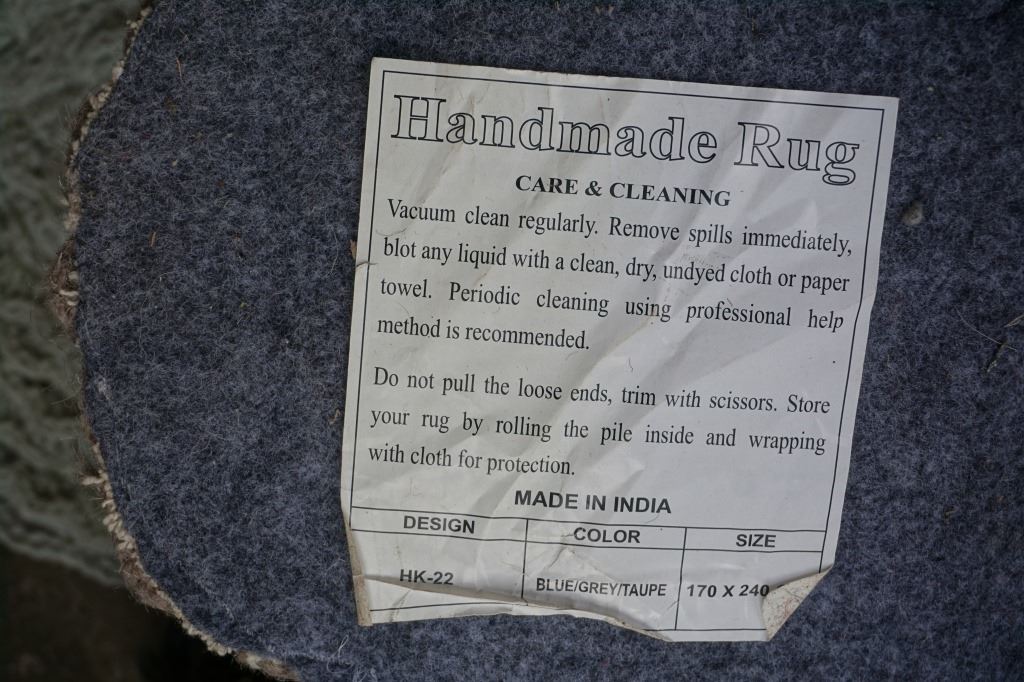 Handmade Rug
CARE & CLEANING
Vacuum clean regularly. Remove spills immediately,
blot any liquid with a clean, dry, undyed cloth or paper
towel. Periodic cleaning using professional help
method is recommended.
Do not pull the loose ends, trim with scissors. Store
your rug by rolling the pile inside and wrapping
with cloth for protection.
MADE IN INDIA
DESIGN COLOR SIZE
HK-22 BLUE/GREY/TAUPE 170 X 240